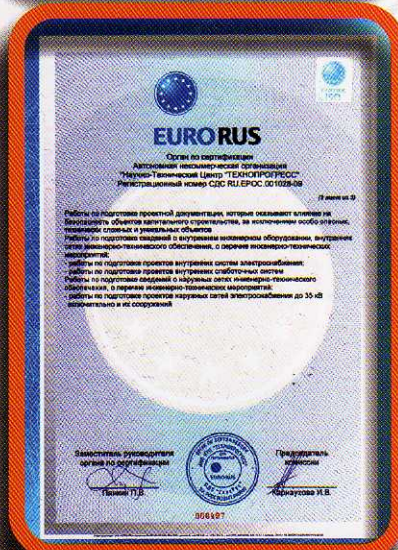 EURORUS
Орган по сертификации
Автономная некоммерческая организация
"Научно-Технический Центр "ТЕХНОПРОГРЕСС"
Регистрационный номер СДС RU.ЕРОС.001028-09
Работы по подготовке проектной документации, которые оказывают влияние на
безопасность объектов капитального строительства, за исключением особо опасных,
технически сложных и уникальных объектов
Работы по подготовке сведений о внутреннем инженерном оборудовании, внутренних
сетях инженерно-технического обеспечения, о перечне инженерно-технических
мероприятий:
- работы по подготовке проектов внутренних систем электроснабжения;
- работы по подготовке проектов внутренних слаботочных систем
Работы по подготовке сведений о наружных сетях инженерно-технического
обеспечения, о перечне инженерно-технических мероприятий:
- работы по подготовке проектов наружных сетей электроснабжения до 35 кВ
включительно и их сооружений
Заместитель руководителя
органа по сертификации
Председатель
комиссии
П.В.
Карнаухова И.В.
EURORUS